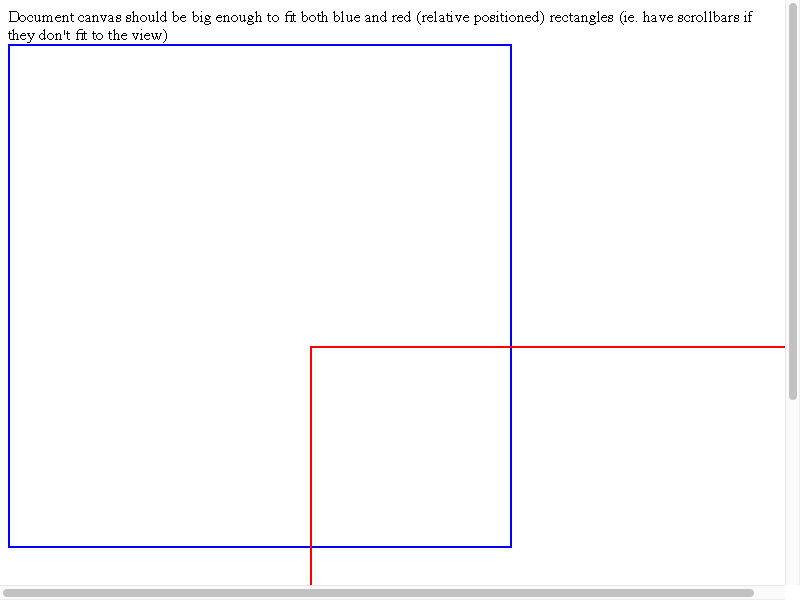 Document canvas should be big enough to fit both blue and red (relative positioned) rectangles (ie. have scrollbars if
they don't fit to the view)